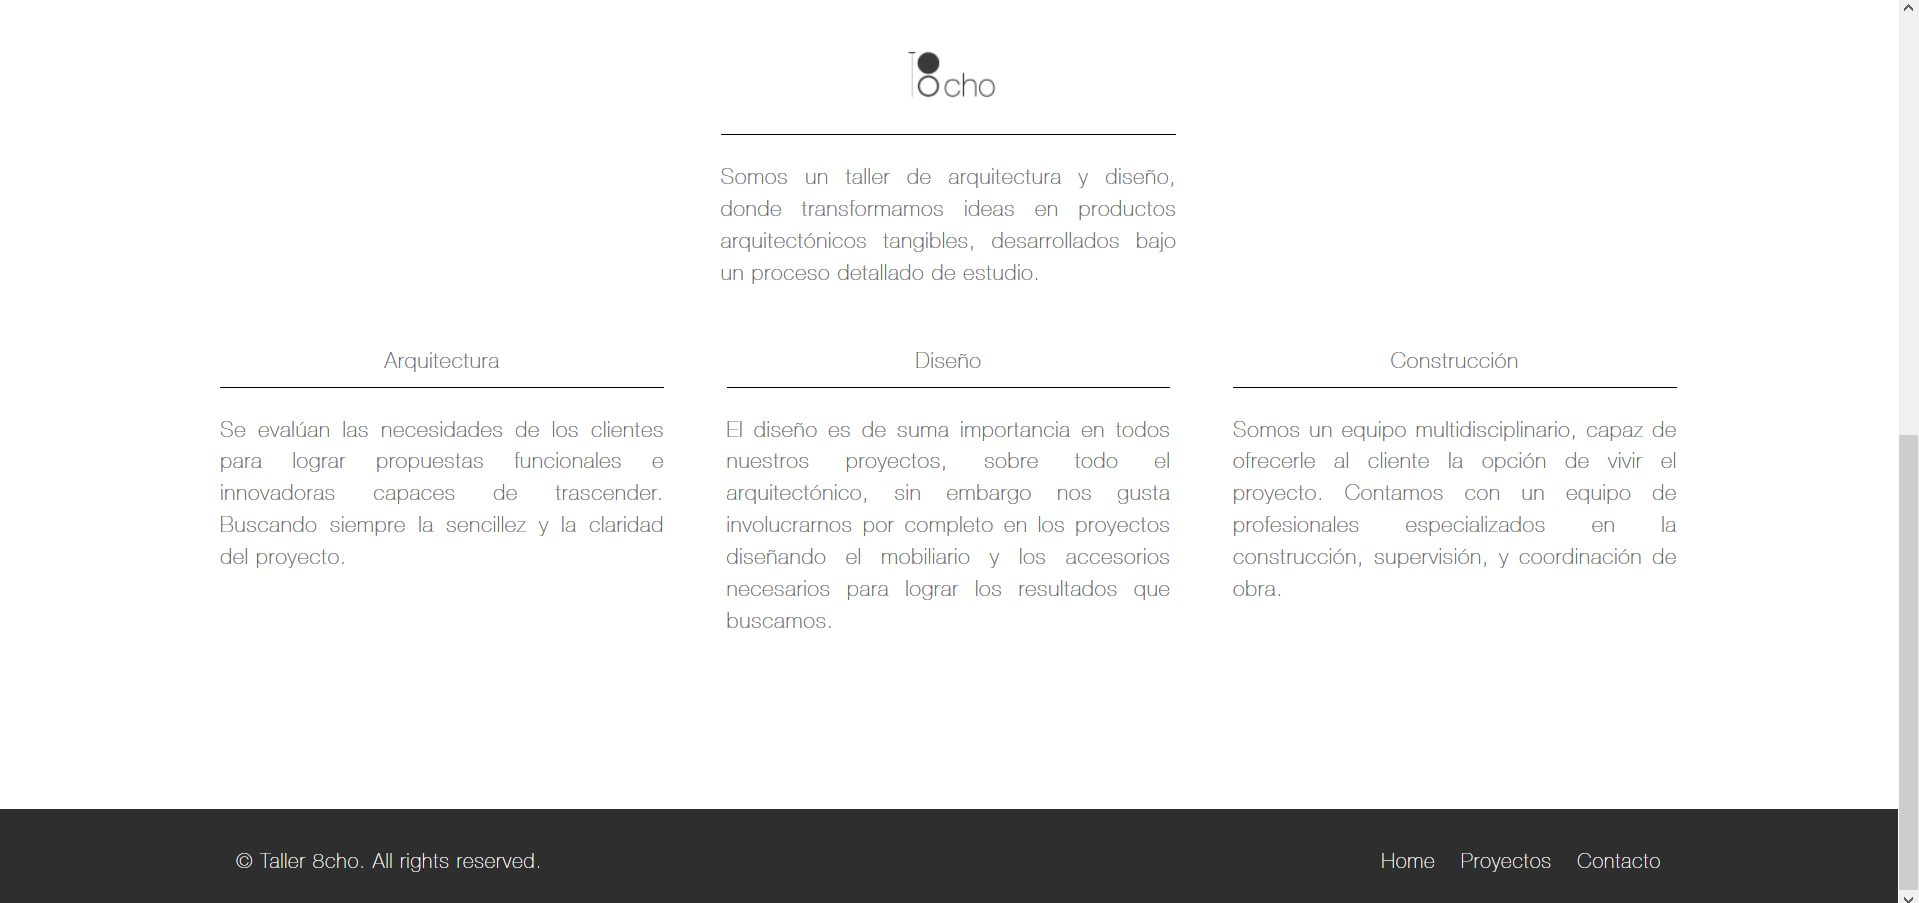 T8cho
Somos un taller de arquitectura y diseño,
donde transformamos ideas en productos
arquitectónicos tangibles, desarrollados bajo
un proceso detallado de estudio.
Arquitectura
Se evalúan las necesidades de los clientes
para lograr propuestas funcionales e
innovadoras capaces de trascender.
Buscando siempre la sencillez y la claridad
del proyecto.
Diseño
El diseño es de suma importancia en todos
nuestros proyectos, sobre todo el
arquitectónico, sin embargo nos gusta
involucrarnos por completo en los proyectos
diseñando el mobiliario y los accesorios
necesarios para lograr los resultados que
buscamos.
Construcción
Somos un equipo multidisciplinario, capaz de
ofrecerle al cliente la opción de vivir el
proyecto. Contamos con un equipo de
profesionales especializados en la
construcción, supervisión, y coordinación de
obra.
© Taller 8cho. All rights reserved.
Home Proyectos Contacto